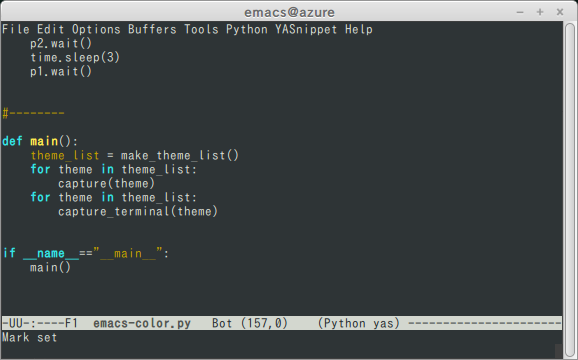 emacs@azure
File Edit Options Buffers Tools Python YASnippet Help
    p2.wait()
    time.sleep(3)
    p1.wait()
#--------
def main():
    theme_list = make_theme_list()
    for theme in theme_list:
        capture(theme)
    for theme in theme_list:
        capture_terminal(theme)
if __name__=="__main__":
    main()
-UU-:----F1  emacs-color.py   Bot (157,0)    (Python yas) ----------------------
Mark set